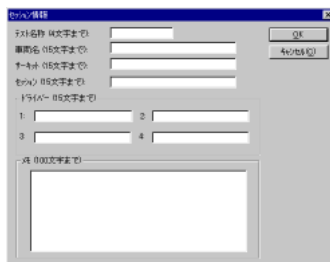 セッション情報
テスト名称 (4文字まで):
OK
車両名 (15文字まで):
キャンセル(C)
サーキット (15文字まで):
セッション (15文字まで):
ドライバー (15文字まで)
1:
2:
3:
4:
メモ (100文字まで)